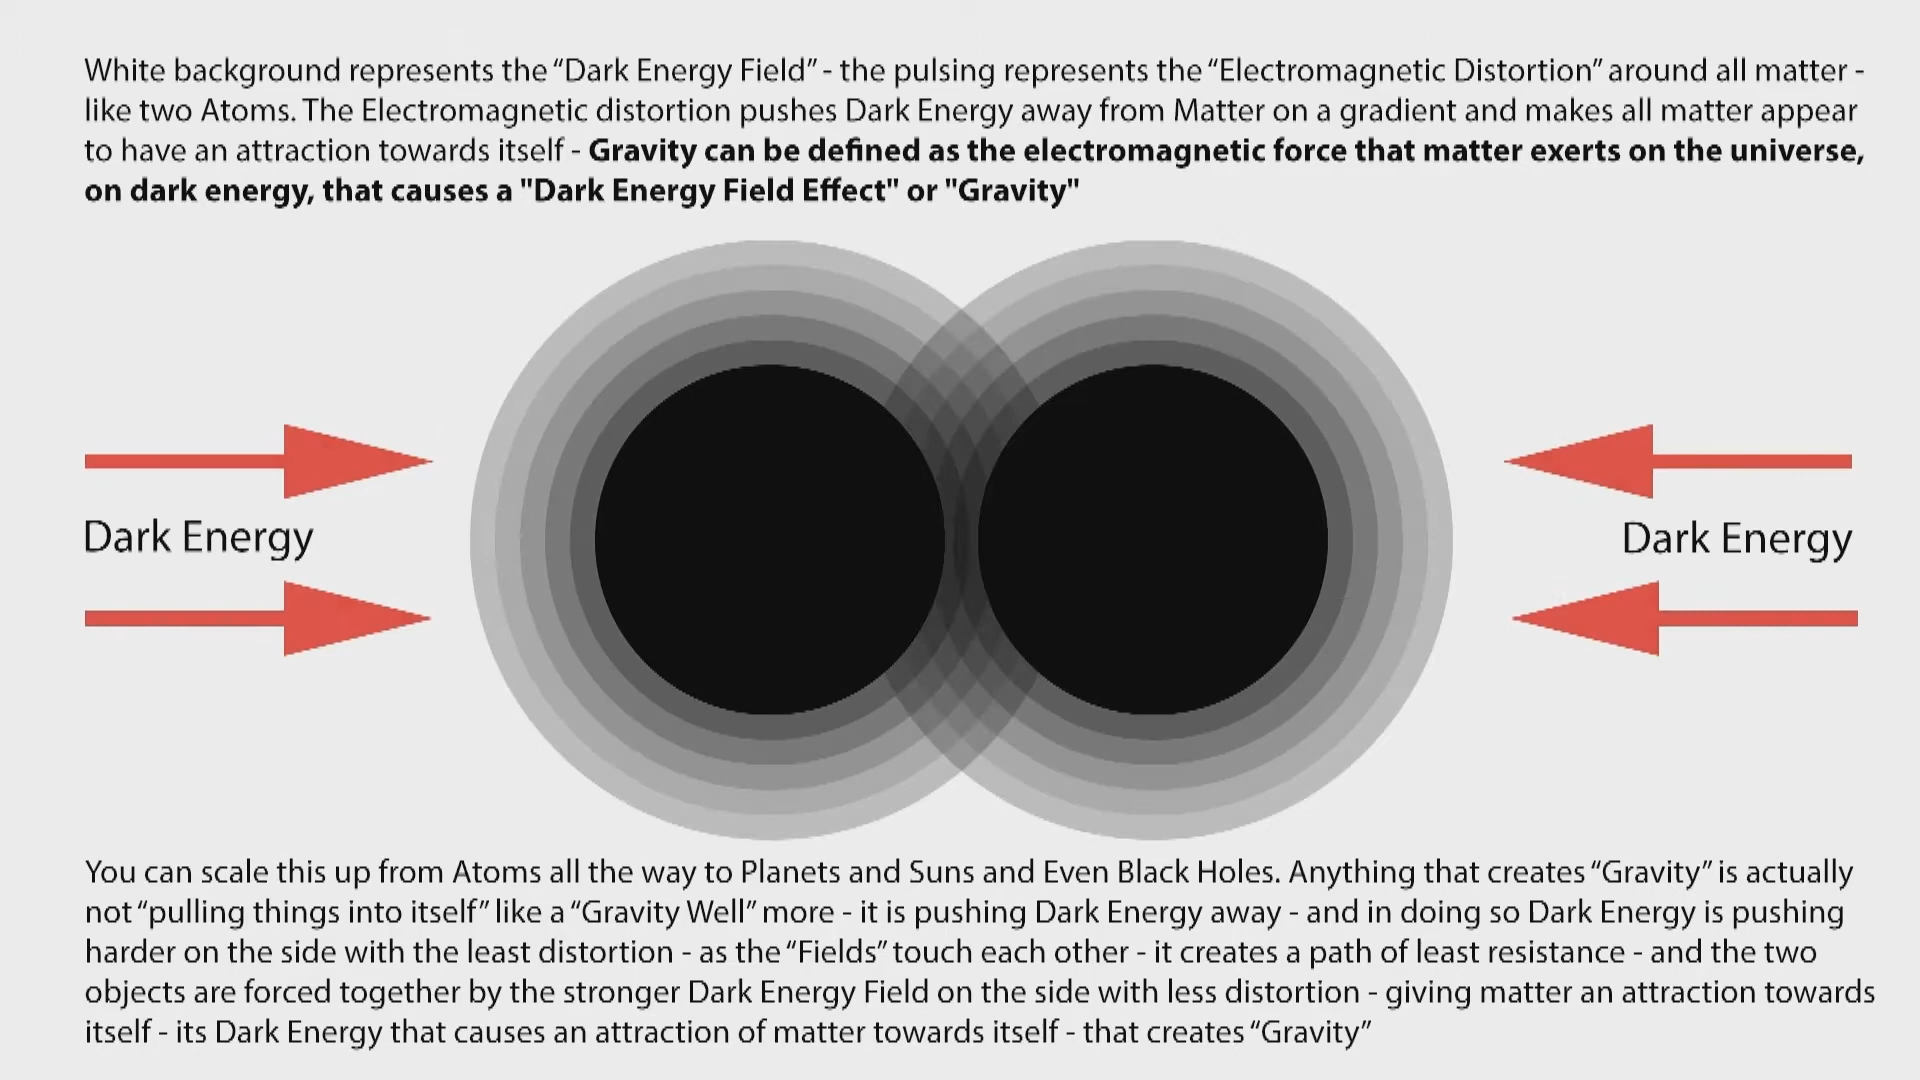 White background represents the “Dark Energy Field” - the pulsing represents the “Electromagnetic Distortion” around all matter -
like two Atoms. The Electromagnetic distortion pushes Dark Energy away from Matter on a gradient and makes all matter appear
to have an attraction towards itself - Gravity can be defined as the electromagnetic force that matter exerts on the universe,
on dark energy, that causes a "Dark Energy Field Effect" or "Gravity"
Dark Energy
Dark Energy
You can scale this up from Atoms all the way to Planets and Suns and Even Black Holes. Anything that creates “Gravity” is actually
not “pulling things into itself” like a “Gravity Well” more - it is pushing Dark Energy away - and in doing so Dark Energy is pushing
harder on the side with the least distortion - as the “Fields” touch each other - it creates a path of least resistance - and the two
objects are forced together by the stronger Dark Energy Field on the side with less distortion - giving matter an attraction towards
itself - its Dark Energy that causes an attraction of matter towards itself - that creates “Gravity”